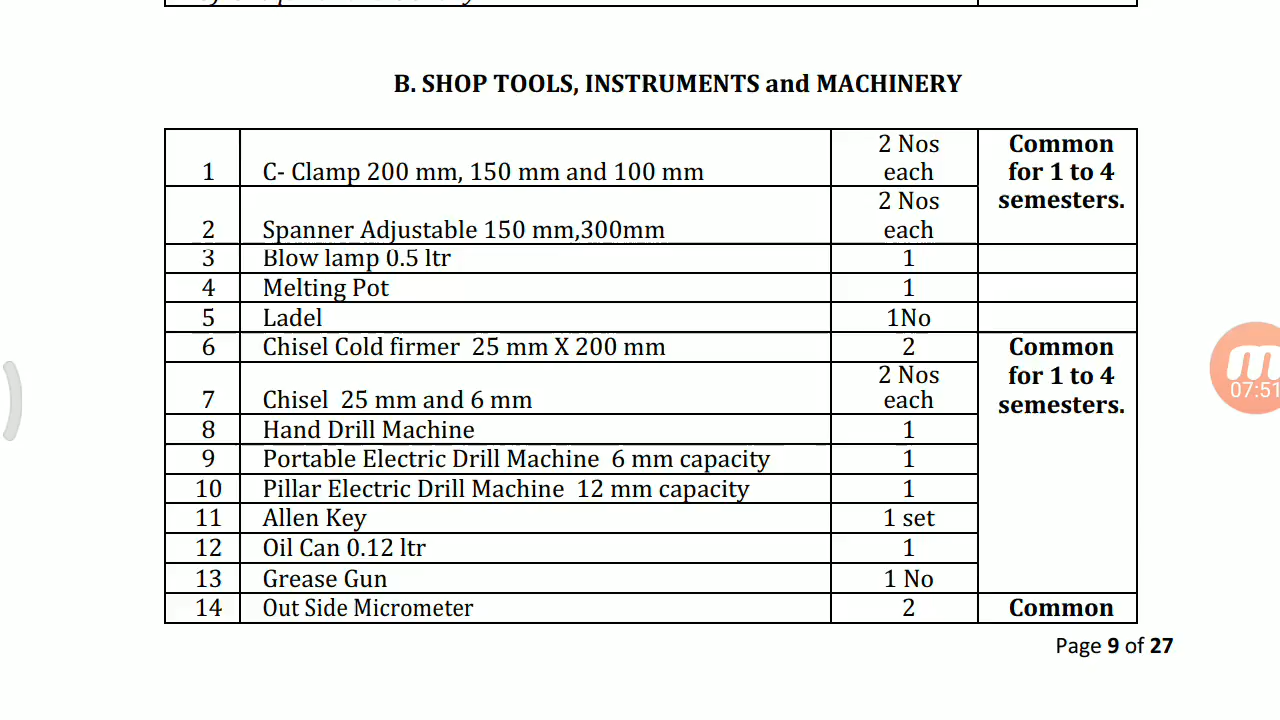 B. SHOP TOOLS, INSTRUMENTS and MACHINERY
1 C- Clamp 200 mm, 150 mm and 100 mm 2 Nos each Common for 1 to 4 semesters.
2 Spanner Adjustable 150 mm,300mm 2 Nos each
3 Blow lamp 0.5 ltr 1
4 Melting Pot 1
5 Ladel 1No
6 Chisel Cold firmer 25 mm X 200 mm 2 Common for 1 to 4 semesters.
7 Chisel 25 mm and 6 mm 2 Nos each
8 Hand Drill Machine 1
9 Portable Electric Drill Machine 6 mm capacity 1
10 Pillar Electric Drill Machine 12 mm capacity 1
11 Allen Key 1 set
12 Oil Can 0.12 ltr 1
13 Grease Gun 1 No
14 Out Side Micrometer 2 Common
Page 9 of 27
07:51